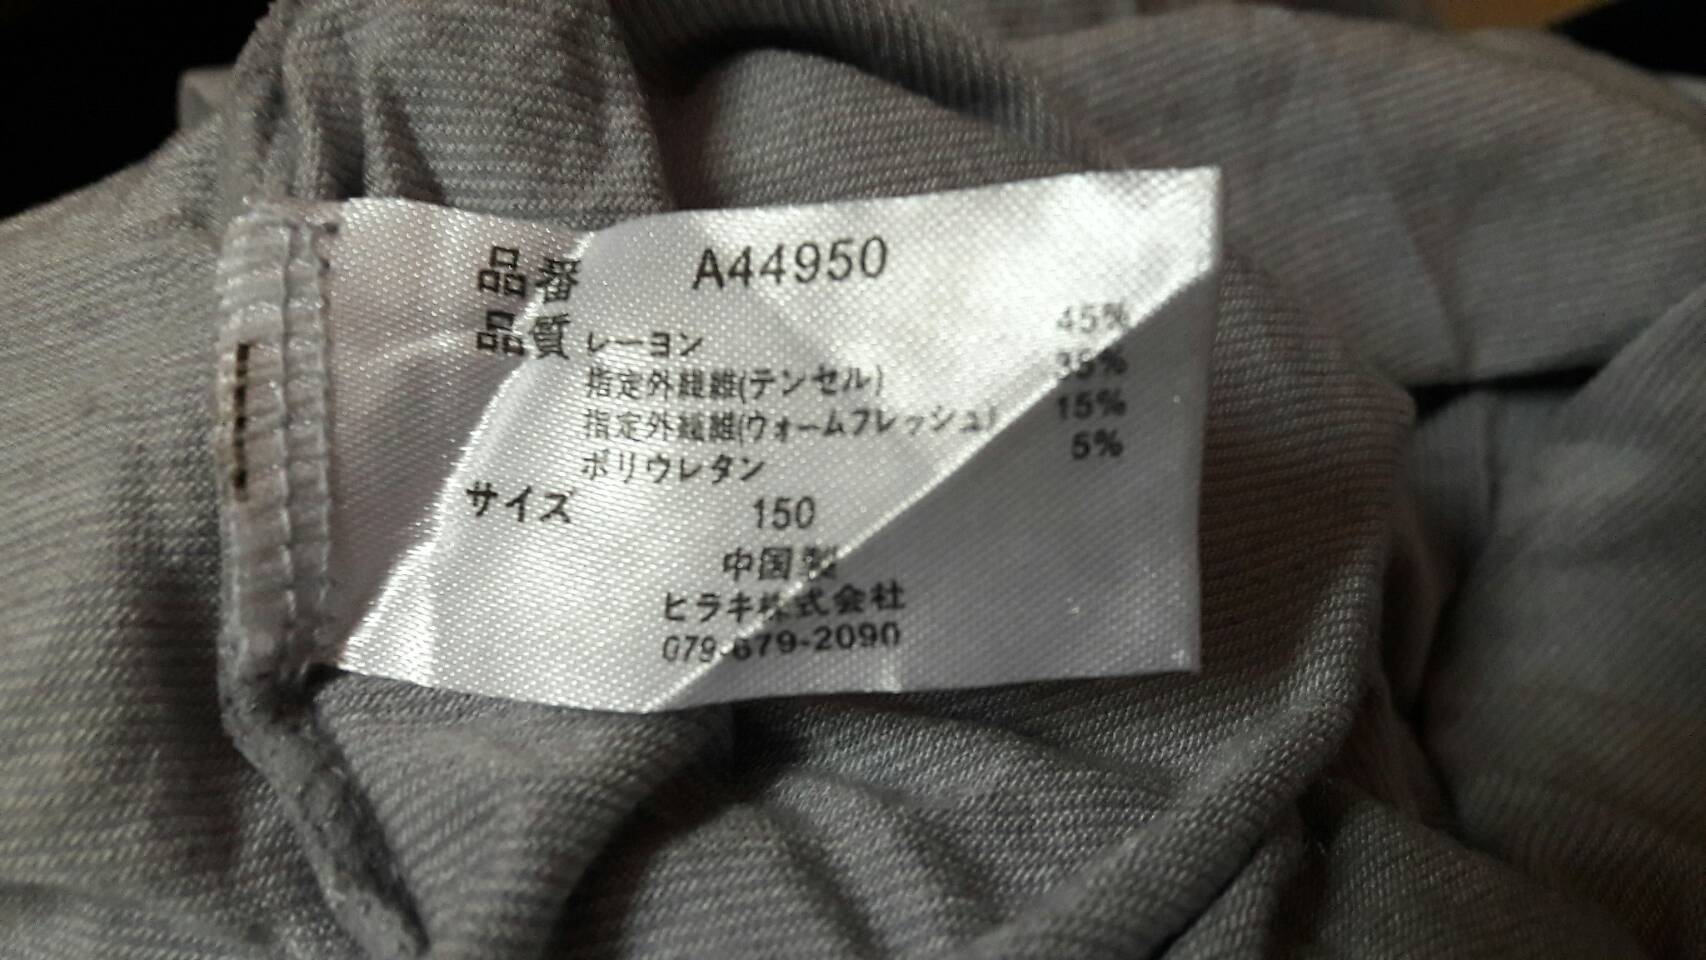 品番 A44950
品質 レーヨン 45%
指定外繊維(テンセル) 35%
指定外繊維(ウォームフレッシュ) 15%
ポリウレタン 5%
サイズ 150
中国製
ヒラキ株式会社
079-679-2090